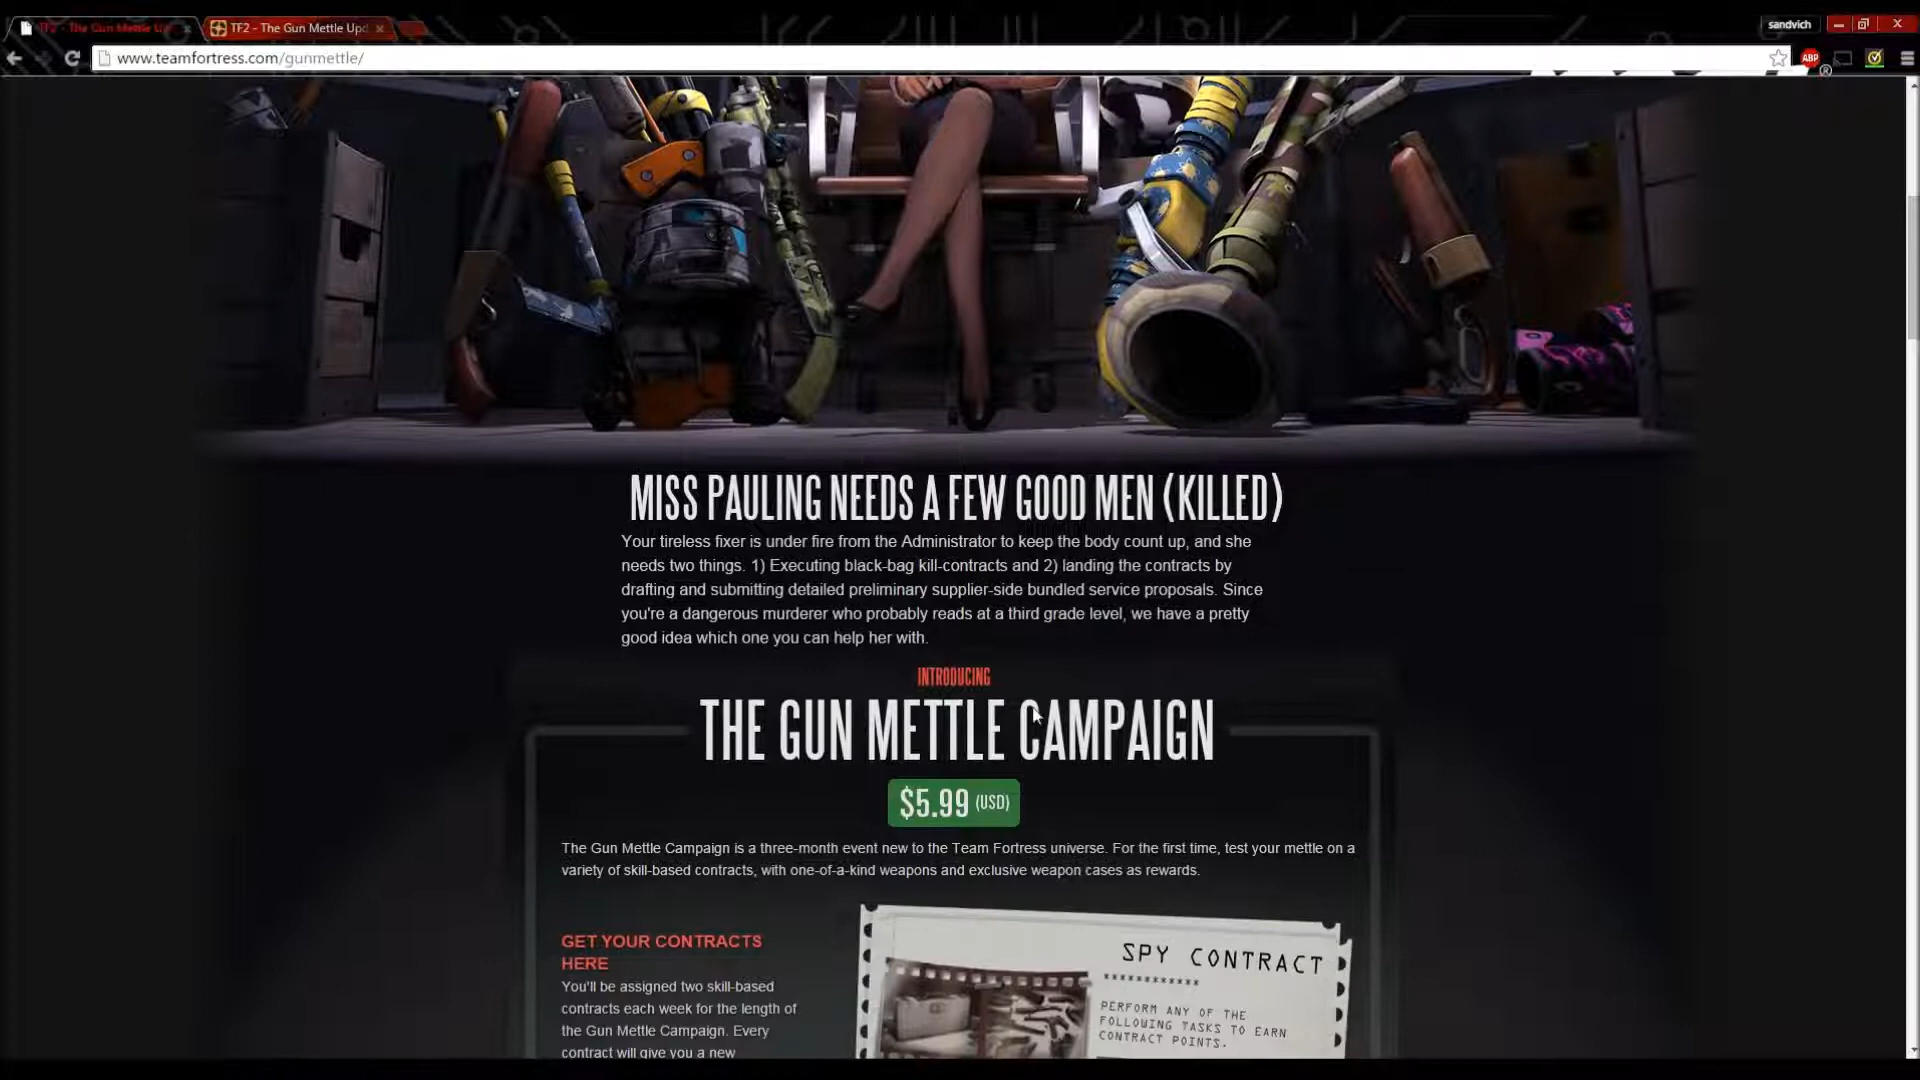 TF2 - The Gun Mettle U
TF2 - The Gun Mettle Upd
sandvich
www.teamfortress.com/gunmettle/
ABP
MISS PAULING NEEDS A FEW GOOD MEN (KILLED)
Your tireless fixer is under fire from the Administrator to keep the body count up, and she
needs two things. 1) Executing black-bag kill-contracts and 2) landing the contracts by
drafting and submitting detailed preliminary supplier-side bundled service proposals. Since
you're a dangerous murderer who probably reads at a third grade level, we have a pretty
good idea which one you can help her with.
INTRODUCING
THE GUN METTLE CAMPAIGN
$5.99 (USD)
The Gun Mettle Campaign is a three-month event new to the Team Fortress universe. For the first time, test your mettle on a
variety of skill-based contracts, with one-of-a-kind weapons and exclusive weapon cases as rewards.
GET YOUR CONTRACTS
HERE
You'll be assigned two skill-based
contracts each week for the length of
the Gun Mettle Campaign. Every
contract will give you a new
SPY CONTRACT
************
PERFORM ANY OF THE
FOLLOWING TASKS TO EARN
CONTRACT POINTS.